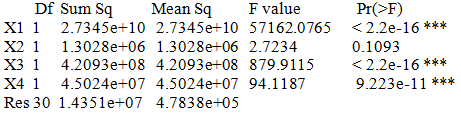 Df Sum Sq Mean Sq F value Pr(>F)
X1 1 2.7345e+10 2.7345e+10 57162.0765 < 2.2e-16 ***
X2 1 1.3028e+06 1.3028e+06 2.7234 0.1093
X3 1 4.2093e+08 4.2093e+08 879.9115 < 2.2e-16 ***
X4 1 4.5024e+07 4.5024e+07 94.1187 9.223e-11 ***
Res 30 1.4351e+07 4.7838e+05